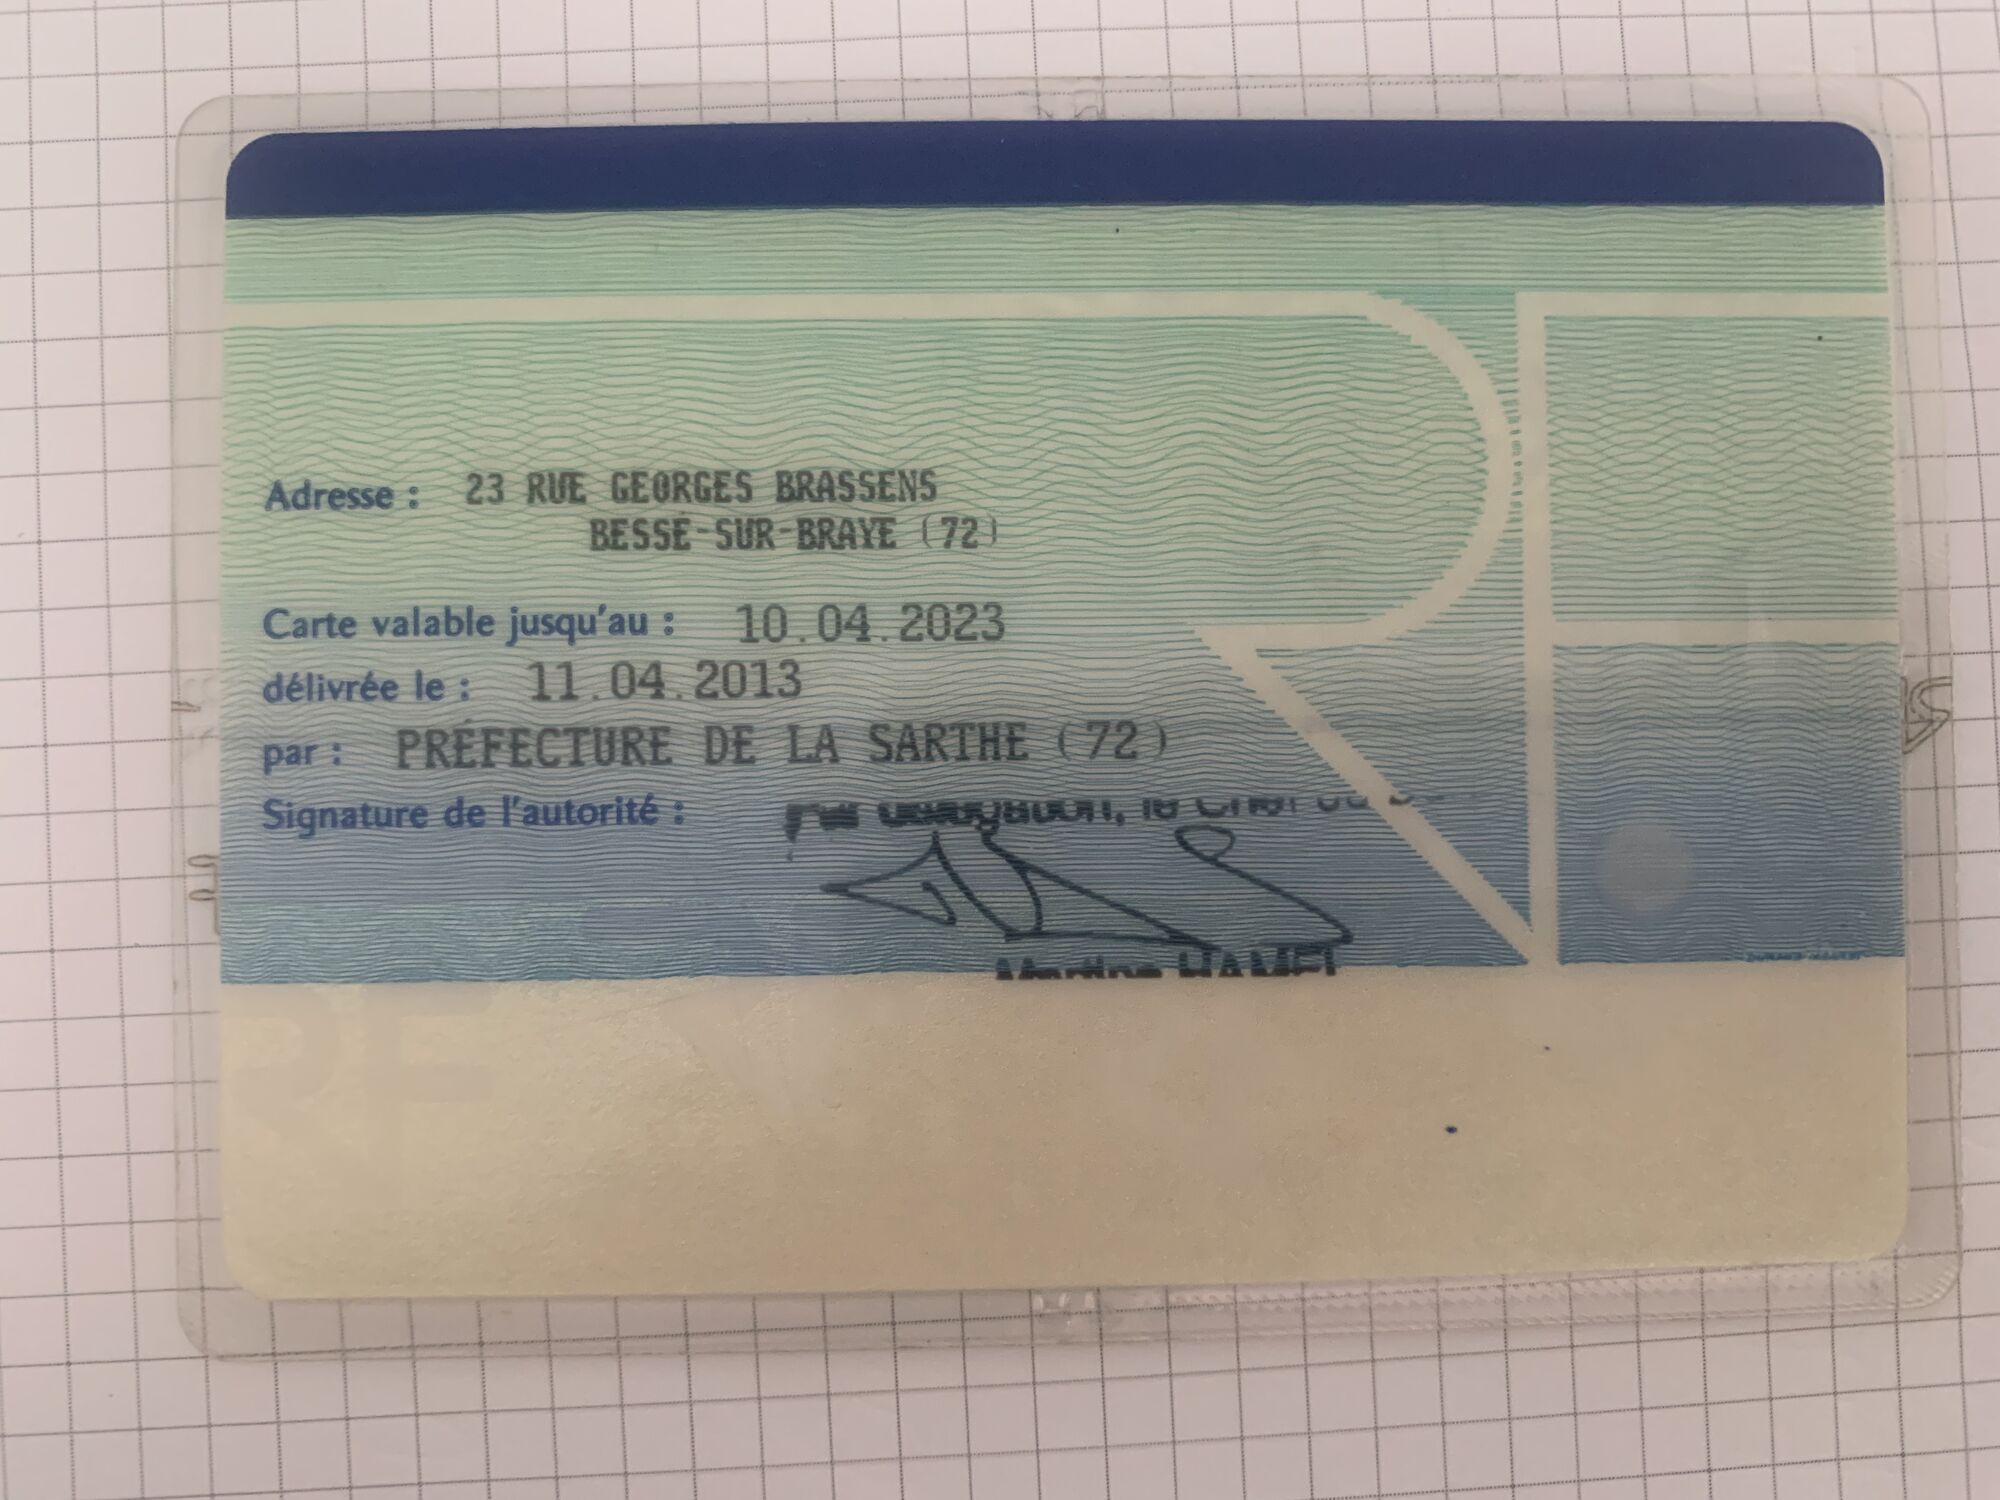 Adresse : 23 RUE GEORGES BRASSENS
BESSE-SUR-BRAYE (72)
Carte valable jusqu'au : 10.04.2023
délivrée le : 11.04.2013
par : PRÉFECTURE DE LA SARTHE (72)
Signature de l'autorité :
RF